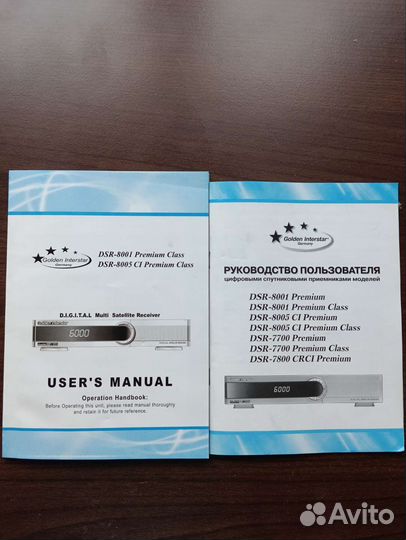 Golden Interstar
Germany
DSR-8001 Premium Class
DSR-8005 CI Premium Class
D.I.G.I.T.A.L Multi Satellite Receiver
6000
USER'S MANUAL
Operation Handbook:
Before Operating this unit, please read manual thoroughly
and retain it for future reference.
Golden Interstar
Germany
РУКОВОДСТВО ПОЛЬЗОВАТЕЛЯ
цифровыми спутниковыми приемниками моделей
DSR-8001 Premium
DSR-8001 Premium Class
DSR-8005 CI Premium
DSR-8005 CI Premium Class
DSR-7700 Premium
DSR-7700 Premium Class
DSR-7800 CRCI Premium
6000
Avito